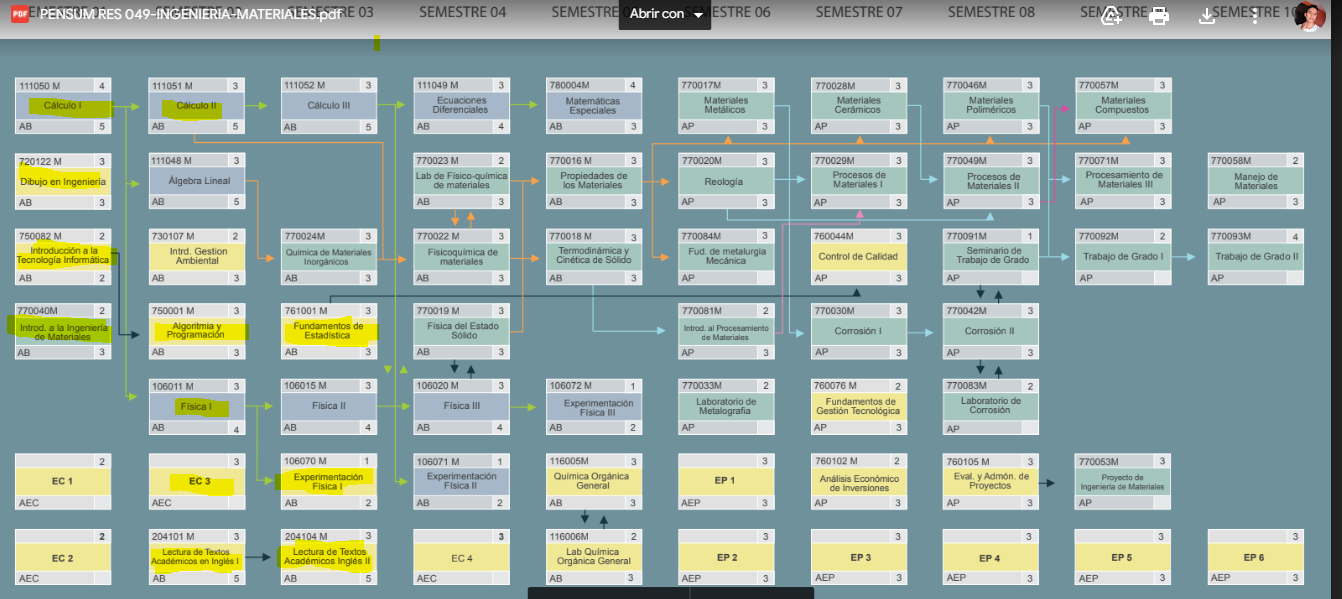 PDF PENSUM RES 049-INGENIERIA-MATERIALES.pdf
Abrir con
SEMESTRE 03 SEMESTRE 04 SEMESTRE 06 SEMESTRE 07 SEMESTRE 08
111050 M 4
Cálculo I
AB 5
111051 M 3
Cálculo II
AB 5
111052 M 3
Cálculo III
AB 5
111049 M 3
Ecuaciones
Diferenciales
AB 4
780004M 4
Matemáticas
Especiales
AB 3
770017M 3
Materiales
Metálicos
AP 3
770028M 3
Materiales
Cerámicos
AP 3
770046M 3
Materiales
Poliméricos
AP 3
770057M 3
Materiales
Compuestos
AP 3
720122 M 3
Dibujo en Ingeniería
AB 3
111048 M 3
Álgebra Lineal
AB 5
770023 M 2
Lab de Físico-química
de materiales
AB 3
770016 M 3
Propiedades de
los Materiales
AB 3
770020M 3
Reología
AP 3
770029M 3
Procesos de
Materiales I
AP 3
770049M 3
Procesos de
Materiales II
AP 3
770071M 3
Procesamiento de
Materiales III
AP 3
770058M 2
Manejo de
Materiales
AP 3
750082 M 2
Introducción a la
Tecnología Informática
AB 2
730107 M 2
Intrd. Gestion
Ambiental
AB 3
770024M 3
Quimica de Materiales
Inorgánicos
AB 3
770022 M 3
Fisicoquímica de
materiales
AB 3
770018 M 3
Termodinámica y
Cinética de Sólido
AB 3
770084M 3
Fud. de metalurgia
Mecánica
AP
760044M 3
Control de Calidad
AP 3
770091M 1
Seminario de
Trabajo de Grado
AP
770092M 2
Trabajo de Grado I
AP
770093M 4
Trabajo de Grado II
AP
770040M 2
Introd. a la Ingeniería
de Materiales
AB 3
750001 M 3
Algoritmia y
Programación
AB 3
761001 M 3
Fundamentos de
Estadística
AB 3
770019 M 3
Física del Estado
Sólido
AB 3
770081M 2
Introd. al Procesamiento
de Materiales
AP 3
770030M 3
Corrosión I
AP 3
770042M 3
Corrosión II
AP 3
106011 M 3
Física I
AB 4
106015 M 3
Física II
AB 4
106020 M 3
Física III
AB 4
106072 M 1
Experimentación
Física III
AB 2
770033M 2
Laboratorio de
Metalografia
AP
760076 M 2
Fundamentos de
Gestión Tecnológica
AP 3
770083M 2
Laboratorio de
Corrosión
AP
2
EC 1
AEC
3
EC 3
AEC
106070 M 1
Experimentación
Física I
AB 2
106071 M 1
Experimentación
Física II
AB 2
116005M 3
Química Orgánica
General
AB 3
3
EP 1
AEP 3
760102 M 2
Análisis Económico
de Inversiones
AP 3
760105 M 3
Eval. y Admón. de
Proyectos
AP 3
770053M 3
Proyecto de
Ingeniería de Materiales
AP
2
EC 2
AEC
204101 M 3
Lectura de Textos
Académicos en Inglés I
AB 5
204104 M 3
Lectura de Textos
Académicos Inglés II
AB 5
3
EC 4
AEC
116006M 2
Lab Química
Orgánica General
AB 3
3
EP 2
AEP 3
3
EP 3
AEP 3
3
EP 4
AEP 3
3
EP 5
AEP 3
3
EP 6
AEP 3